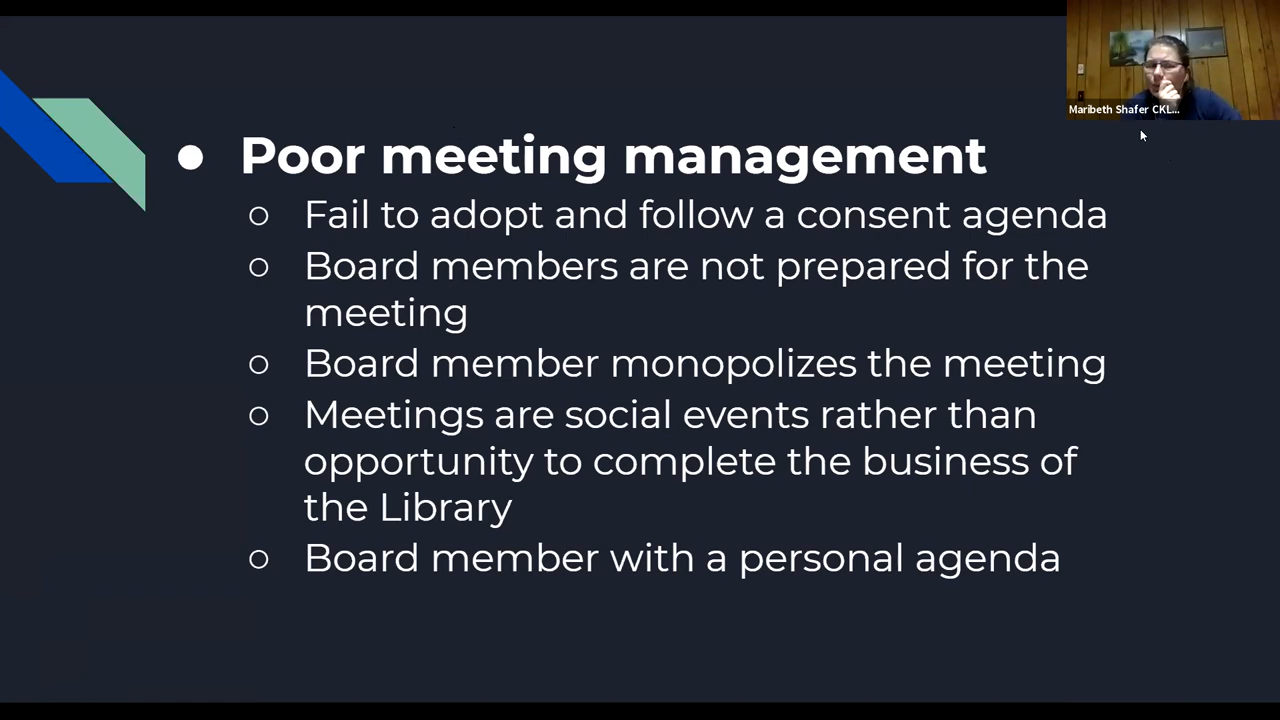 Maribeth Shafer CKL...
● Poor meeting management
○ Fail to adopt and follow a consent agenda
○ Board members are not prepared for the
meeting
○ Board member monopolizes the meeting
○ Meetings are social events rather than
opportunity to complete the business of
the Library
○ Board member with a personal agenda